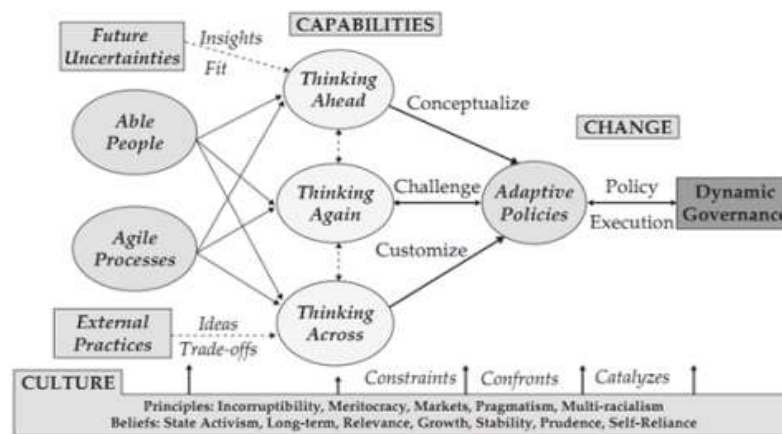 CAPABILITIES
Future
Uncertainties
Insights
Fit
Thinking
Ahead
Conceptualize
Able
People
CHANGE
Thinking
Again
Challenge
Adaptive
Policies
Policy
Execution
Dynamic
Governance
Agile
Processes
Customize
External
Practices
Ideas
Trade-offs
Thinking
Across
CULTURE
Constraints
Confronts
Catalyzes
Principles: Incorruptibility, Meritocracy, Markets, Pragmatism, Multi-racialism
Beliefs: State Activism, Long-term, Relevance, Growth, Stability, Prudence, Self-Reliance